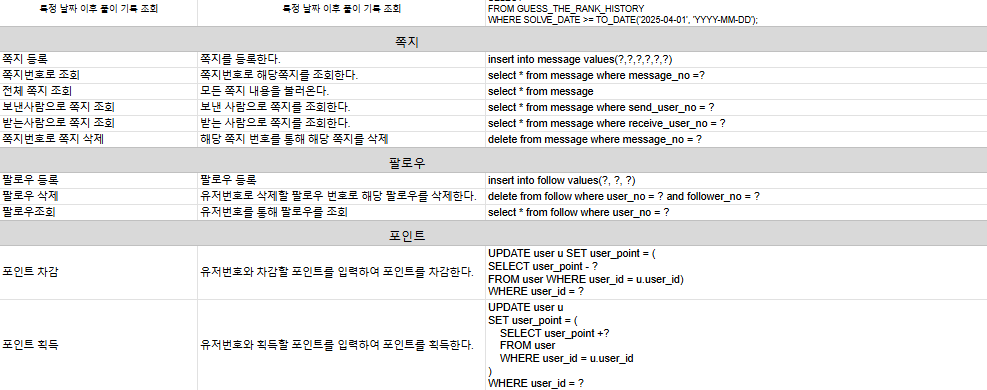 특정 날짜 이후 풀이 기록 조회 특정 날짜 이후 풀이 기록 조회
FROM GUESS_THE_RANK_HISTORY
WHERE SOLVE_DATE >= TO_DATE('2025-04-01', 'YYYY-MM-DD');
쪽지
쪽지 등록 쪽지를 등록한다. insert into message values(?,?,?,?,?,?)
쪽지번호로 조회 쪽지번호로 해당쪽지를 조회한다. select * from message where message_no =?
전체 쪽지 조회 모든 쪽지 내용을 불러온다. select * from message
보낸사람으로 쪽지 조회 보낸 사람으로 쪽지를 조회한다. select * from message where send_user_no = ?
받는사람으로 쪽지 조회 받는 사람으로 쪽지를 조회한다. select * from message where receive_user_no = ?
쪽지번호로 쪽지 삭제 해당 쪽지 번호를 통해 해당 쪽지를 삭제 delete from message where message_no = ?
팔로우
팔로우 등록 팔로우 등록 insert into follow values(?, ?, ?)
팔로우 삭제 유저번호로 삭제할 팔로우 번호로 해당 팔로우를 삭제한다. delete from follow where user_no = ? and follower_no = ?
팔로우조회 유저번호를 통해 팔로우를 조회 select * from follow where user_no = ?
포인트
포인트 차감 유저번호와 차감할 포인트를 입력하여 포인트를 차감한다.
UPDATE user u SET user_point = (
SELECT user_point - ?
FROM user WHERE user_id = u.user_id)
WHERE user_id = ?
포인트 획득 유저번호와 획득할 포인트를 입력하여 포인트를 획득한다.
UPDATE user u
SET user_point = (
SELECT user_point +?
FROM user
WHERE user_id = u.user_id
)
WHERE user_id = ?